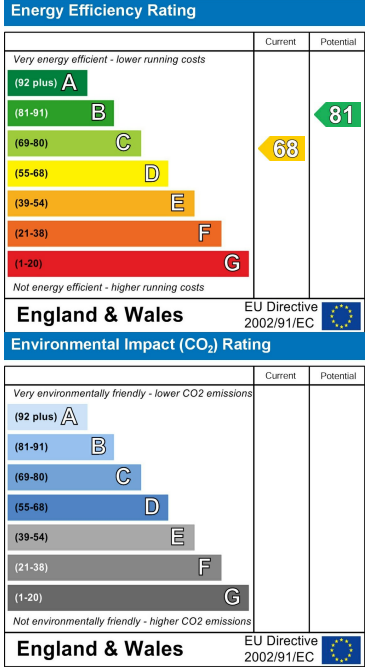 Energy Efficiency Rating
Current Potential
Very energy efficient - lower running costs
(92 plus) A
(81-91) B
81
(69-80) C
68
(55-68) D
(39-54) E
(21-38) F
(1-20) G
Not energy efficient - higher running costs
England & Wales
EU Directive
2002/91/EC
Environmental Impact (CO₂) Rating
Current Potential
Very environmentally friendly - lower CO2 emissions
(92 plus) A
(81-91) B
(69-80) C
(55-68) D
(39-54) E
(21-38) F
(1-20) G
Not environmentally friendly - higher CO2 emissions
England & Wales
EU Directive
2002/91/EC